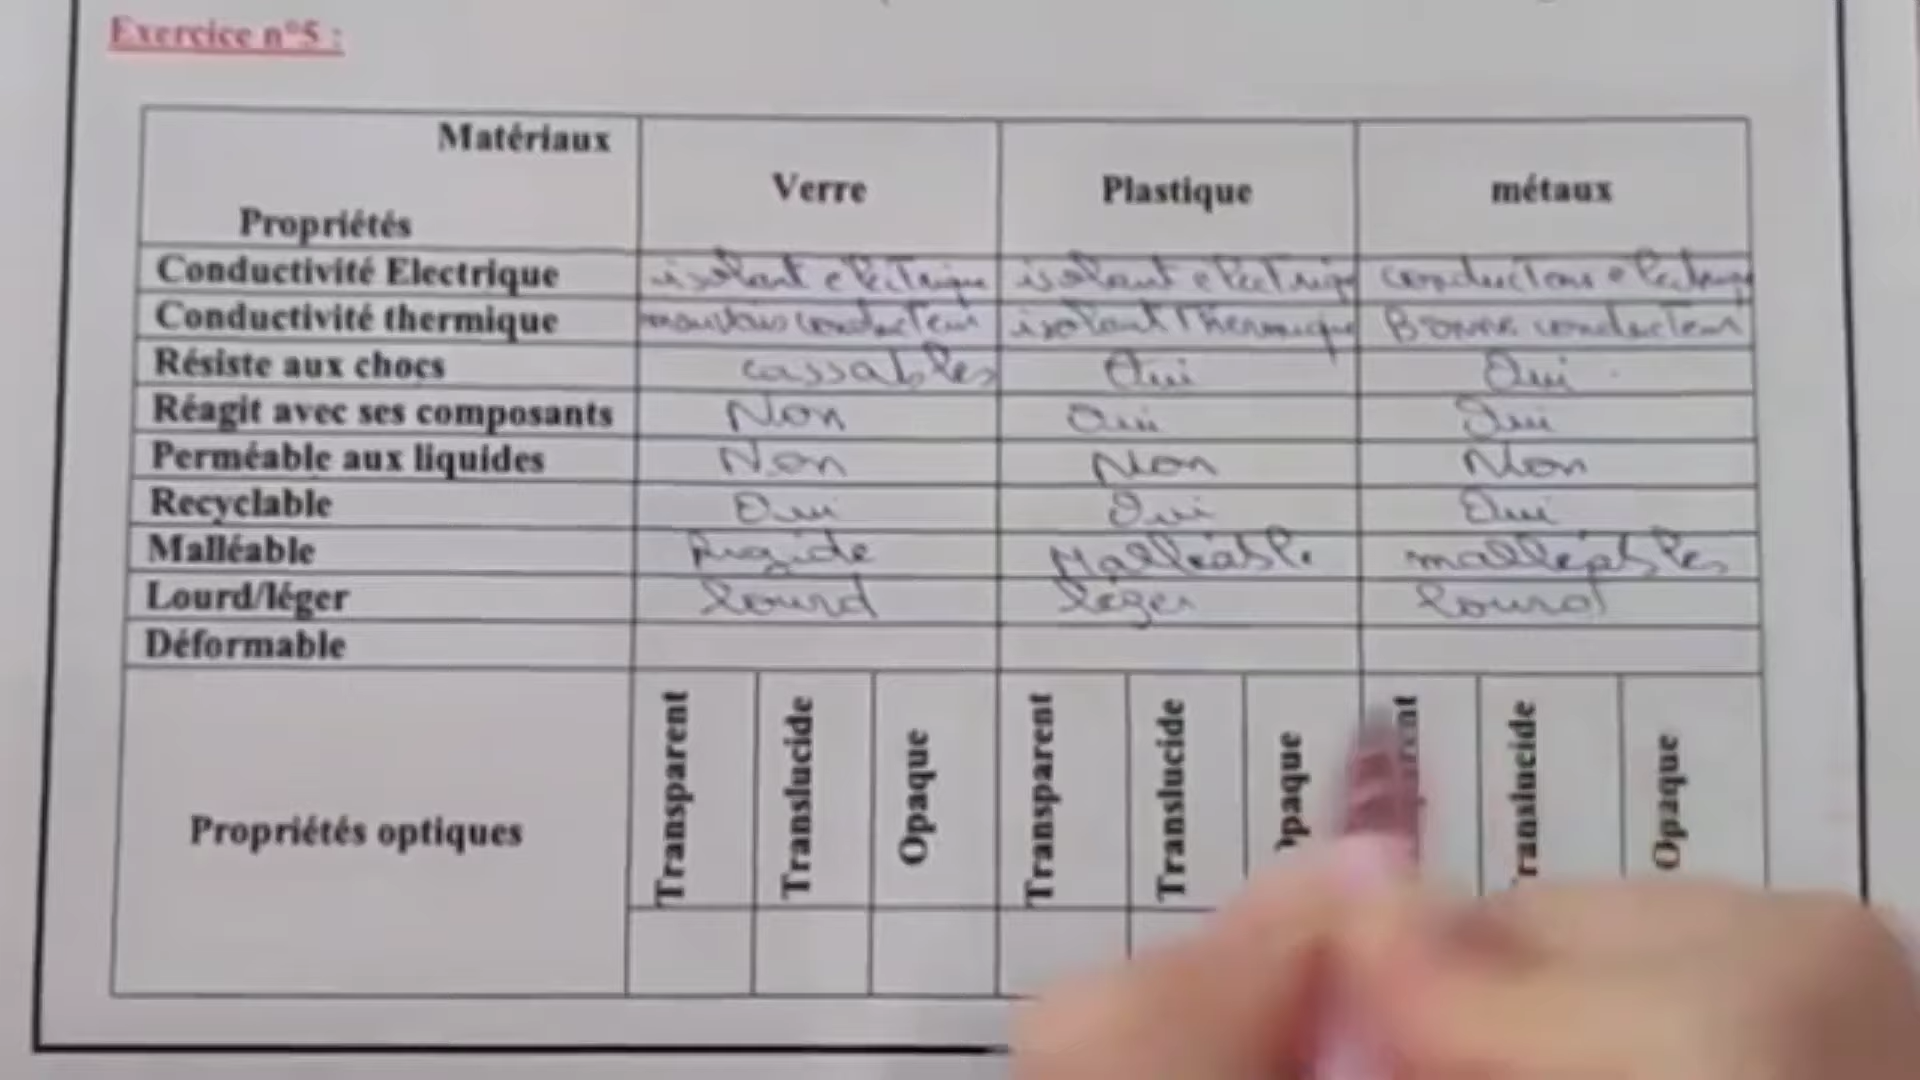 Exercice n°5 :
Matériaux
Propriétés
Verre
Plastique
métaux
Conductivité Electrique isolant electrique isolant electriqu conducteur electrique
Conductivité thermique mauvais conducteur isolant Thermique Bonne conducteur
Résiste aux chocs cassables Oui Oui
Réagit avec ses composants Non Oui Oui
Perméable aux liquides Non Non Non
Recyclable Oui Oui Oui
Malléable Rigide Malléable malléables
Lourd/léger lourd léger lourd
Déformable
Propriétés optiques
Transparent
Translucide
Opaque
Transparent
Translucide
Opaque
Translucide
Opaque